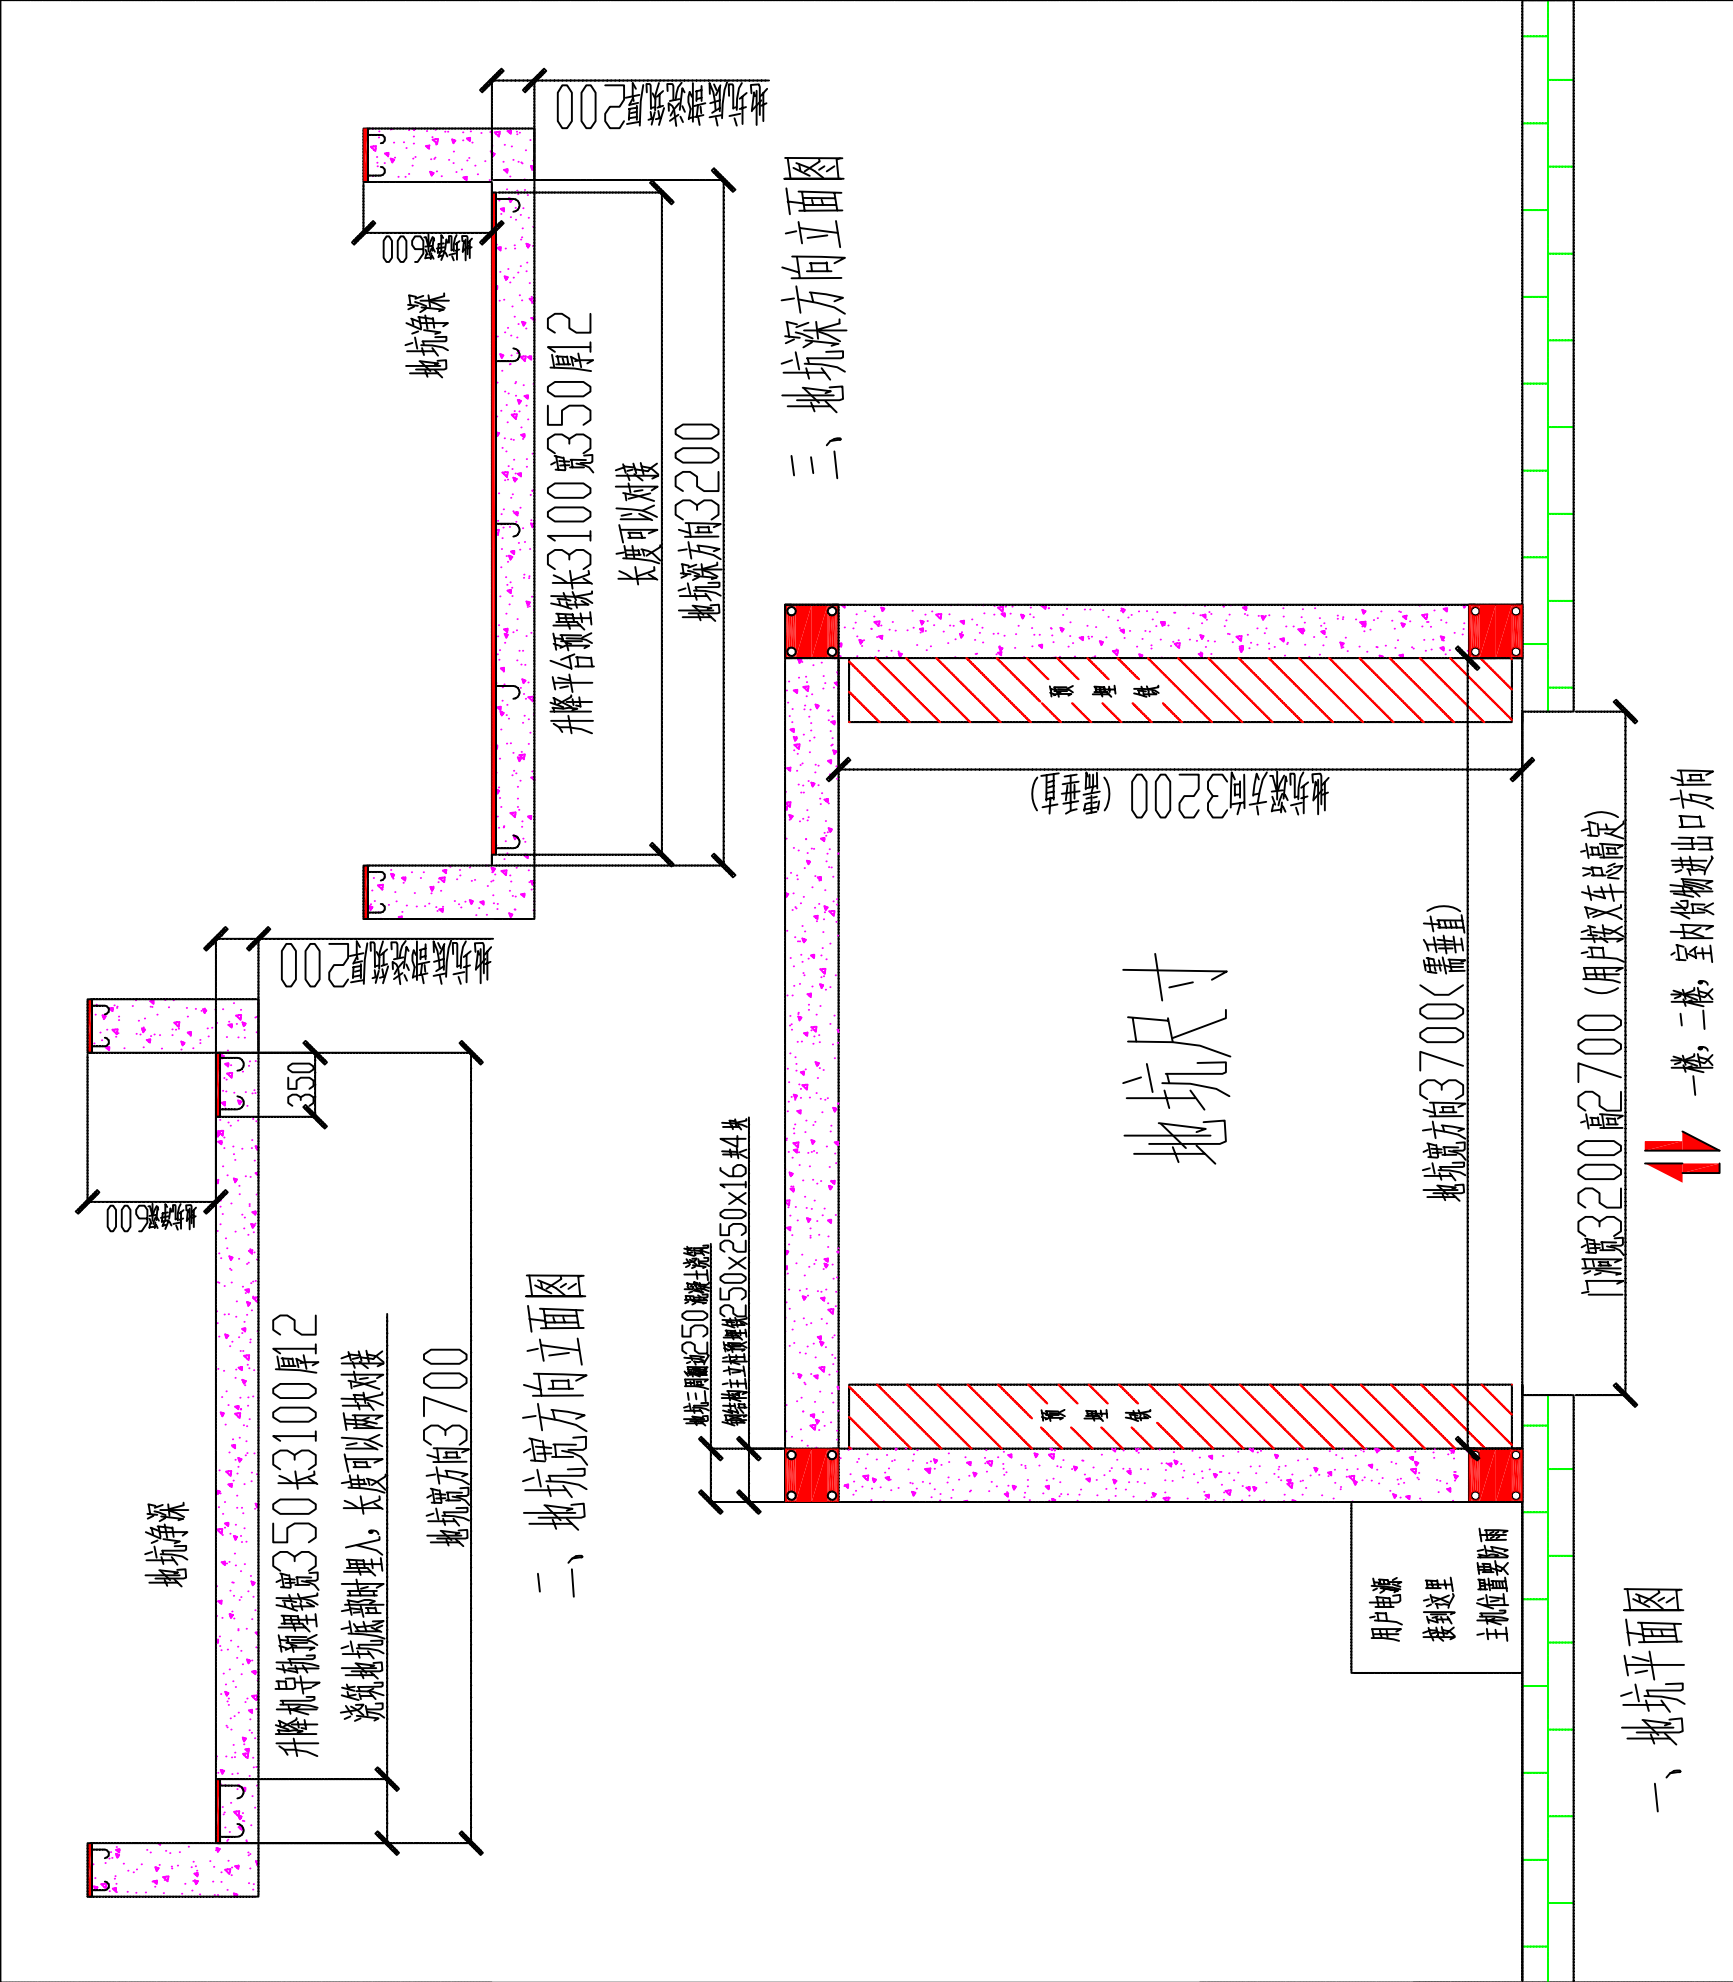 地坑净深
地坑净深600
地坑底部浇筑厚200
350
升降机导轨预埋铁宽350长3100厚12
浇筑地坑底部时埋入，长度可以两块对接
地坑宽方向3700
二、地坑宽方向立面图
地坑净深
地坑净深600
地坑底部浇筑厚200
升降平台预埋铁长3100宽350厚12
长度可以对接
地坑深方向3200
三、地坑深方向立面图
地坑三周翻边250混凝土浇筑
钢结构主立柱预埋铁250x250x16共4块
预埋铁
预埋铁
地坑深方向3200（需垂直）
地坑尺寸
地坑宽方向3700(需垂直)
用户电源
接到这里
主机位置要防雨
门洞宽3200高2700（用户按叉车总高定）
一楼，二楼，室内货物进出口方向
一、地坑平面图